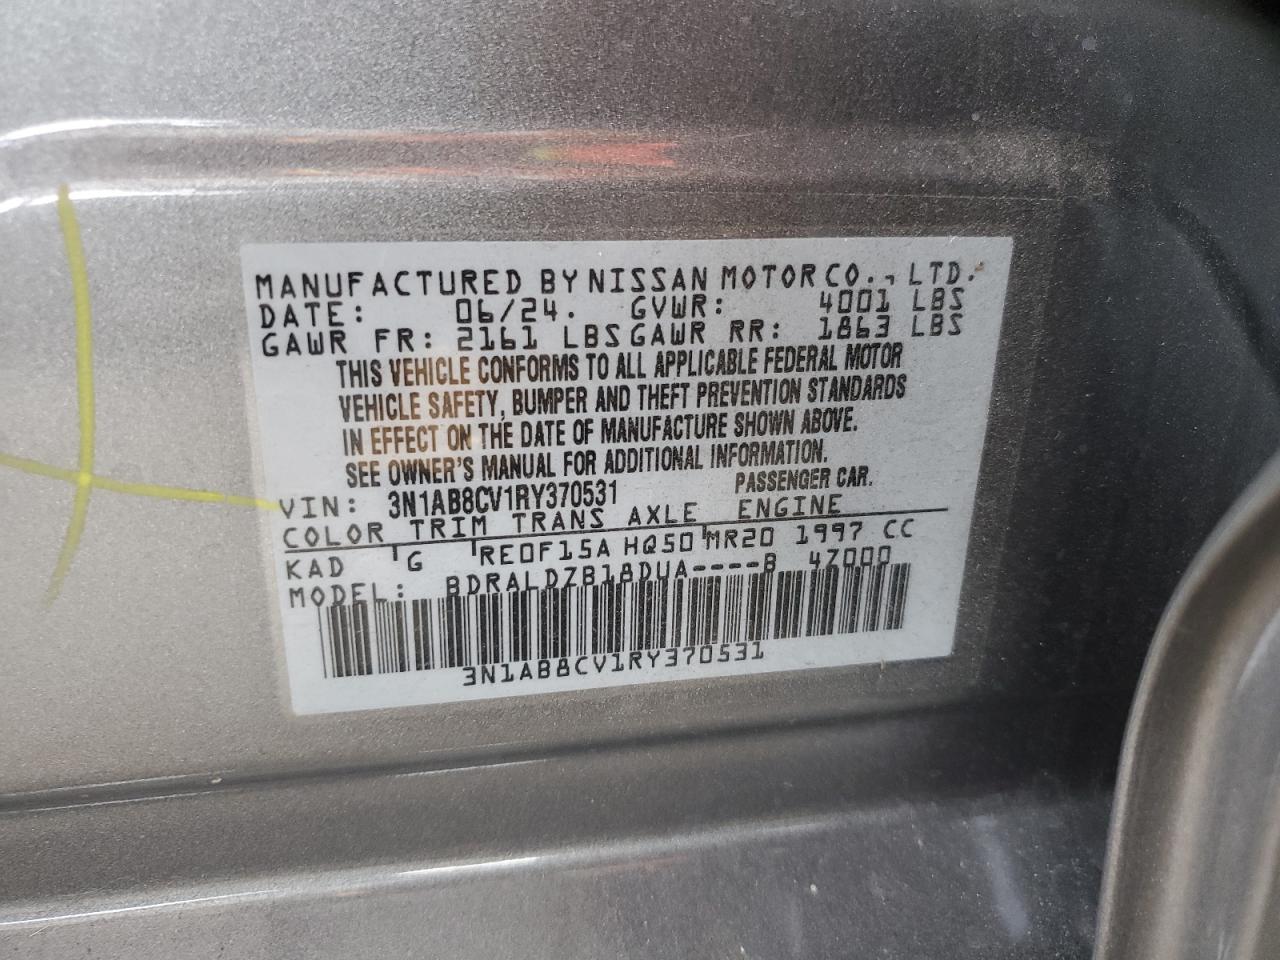 MANUFACTURED BY NISSAN MOTOR CO., LTD.
DATE: 06/24. GVWR: 4001 LBS
GAWR FR: 2161 LBS GAWR RR: 1863 LBS
THIS VEHICLE CONFORMS TO ALL APPLICABLE FEDERAL MOTOR
VEHICLE SAFETY, BUMPER AND THEFT PREVENTION STANDARDS
IN EFFECT ON THE DATE OF MANUFACTURE SHOWN ABOVE.
SEE OWNER'S MANUAL FOR ADDITIONAL INFORMATION.
VIN: 3N1AB8CV1RY370531 PASSENGER CAR.
COLOR TRIM TRANS AXLE ENGINE
KAD G RE0F15A HQ50 MR20 1997 CC
MODEL: BDRALDZB18DUA----B 4Z000
3N1AB8CV1RY370531